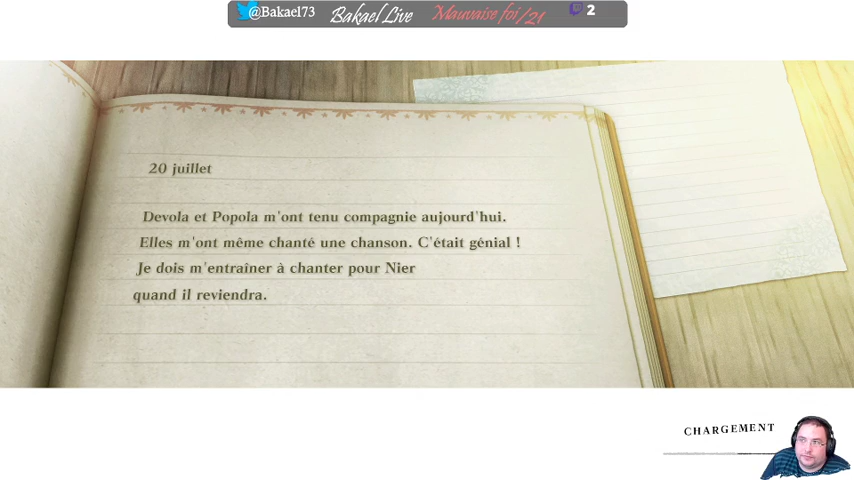 @Bakael73 Bakael Live Mauvaise foi/21 2
20 juillet
Devola et Popola m'ont tenu compagnie aujourd'hui.
Elles m'ont même chanté une chanson. C'était génial !
Je dois m'entraîner à chanter pour Nier
quand il reviendra.
CHARGEMENT